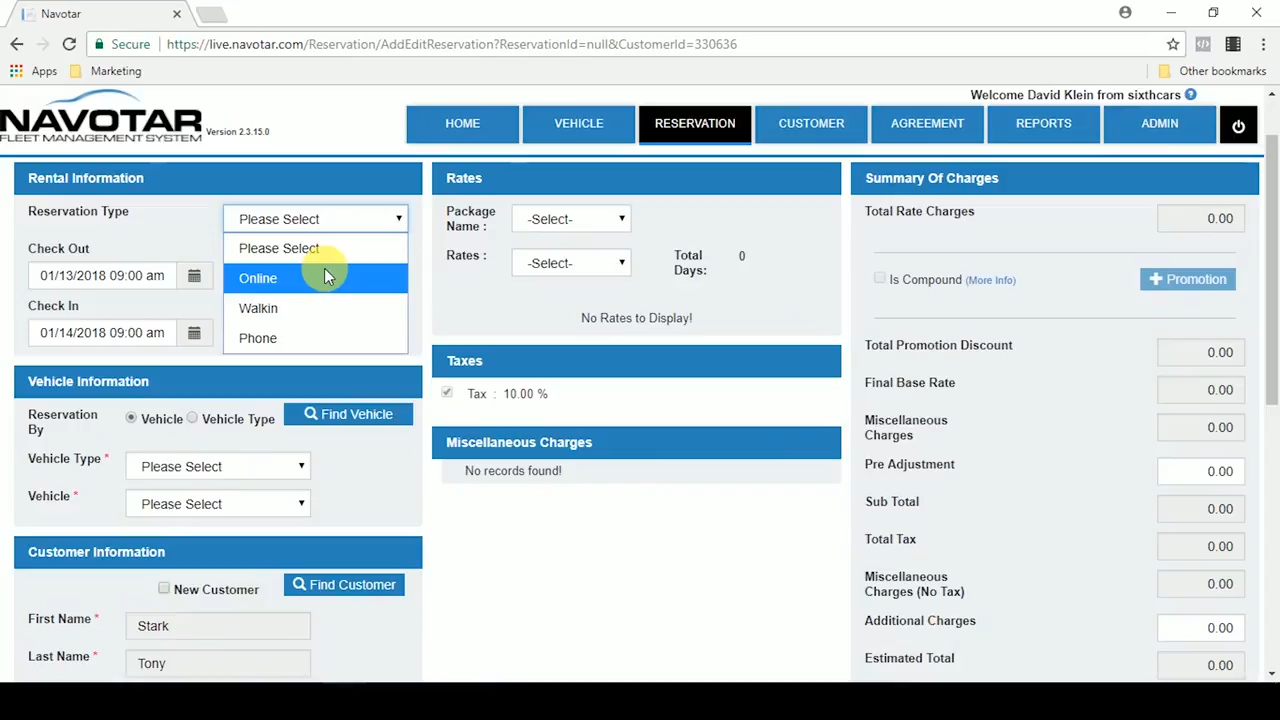 Navotar
Secure
https://live.navotar.com/Reservation/AddEditReservation?ReservationId=null&CustomerId=330636
Apps
Marketing
Other bookmarks
Welcome David Klein from sixthcars
NAVOTAR
FLEET MANAGEMENT SYSTEM
Version 2.3.15.0
HOME
VEHICLE
RESERVATION
CUSTOMER
AGREEMENT
REPORTS
ADMIN
Rental Information
Reservation Type
Please Select
Please Select
Online
Walkin
Phone
Check Out
01/13/2018 09:00 am
Check In
01/14/2018 09:00 am
Vehicle Information
Reservation
By
Vehicle
Vehicle Type
Find Vehicle
Vehicle Type *
Please Select
Vehicle *
Please Select
Customer Information
New Customer
Find Customer
First Name *
Stark
Last Name *
Tony
Rates
Package
Name :
-Select-
Rates :
-Select-
Total
Days:
0
No Rates to Display!
Taxes
Tax : 10.00 %
Miscellaneous Charges
No records found!
Summary Of Charges
Total Rate Charges
0.00
Is Compound (More Info)
+ Promotion
Total Promotion Discount
0.00
Final Base Rate
0.00
Miscellaneous
Charges
0.00
Pre Adjustment
0.00
Sub Total
0.00
Total Tax
0.00
Miscellaneous
Charges (No Tax)
0.00
Additional Charges
0.00
Estimated Total
0.00